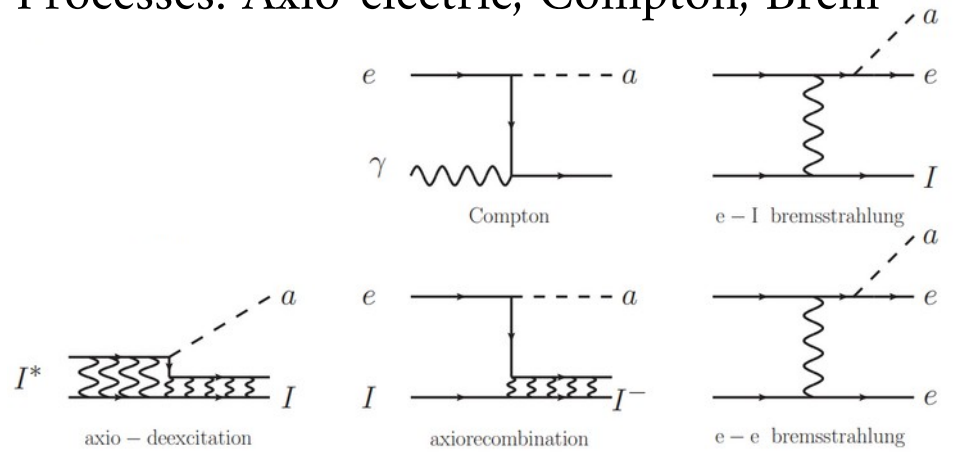 Processes: Axio-electric, Compton, Brem
a
e
a
e
γ
I
Compton
e − I bremsstrahlung
a
a
e
a
e
I*
I
I
I⁻
e
axio − deexcitation
axiorecombination
e − e bremsstrahlung